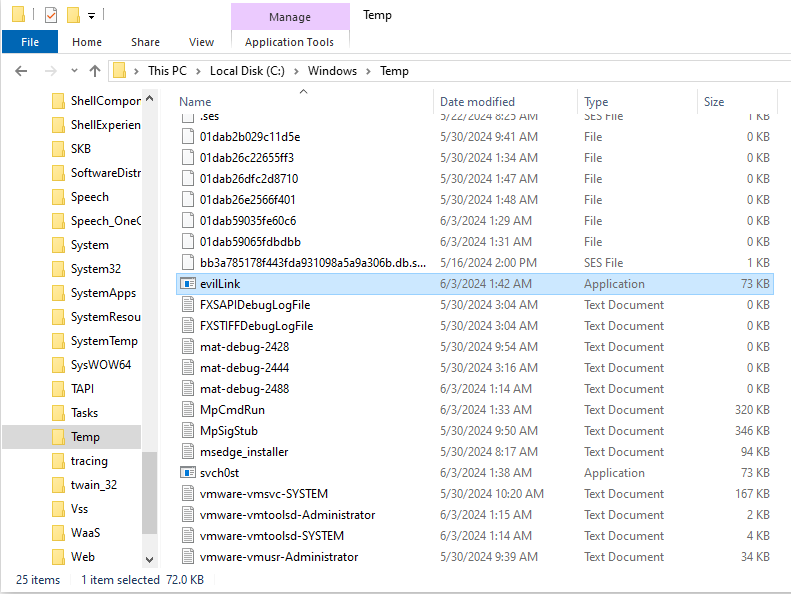 Manage Temp
File Home Share View Application Tools
This PC Local Disk (C:) Windows Temp
ShellCompon
ShellExperien
SKB
SoftwareDistr
Speech
Speech_OneC
System
System32
SystemApps
SystemResou
SystemTemp
SysWOW64
TAPI
Tasks
Temp
tracing
twain_32
Vss
WaaS
Web
Name Date modified Type Size
.ses 5/22/2024 8:25 AM SES File 1 KB
01dab2b029c11d5e 5/30/2024 9:41 AM File 0 KB
01dab26c22655ff3 5/30/2024 1:34 AM File 0 KB
01dab26dfc2d8710 5/30/2024 1:47 AM File 0 KB
01dab26e2566f401 5/30/2024 1:48 AM File 0 KB
01dab59035fe60c6 6/3/2024 1:29 AM File 0 KB
01dab59065fdbdbb 6/3/2024 1:31 AM File 0 KB
bb3a785178f443fda931098a5a9a306b.db.s... 5/16/2024 2:00 PM SES File 1 KB
evilLink 6/3/2024 1:42 AM Application 73 KB
FXSAPIDebugLogFile 5/30/2024 3:04 AM Text Document 0 KB
FXSTIFFDebugLogFile 5/30/2024 3:04 AM Text Document 0 KB
mat-debug-2428 5/30/2024 9:54 AM Text Document 0 KB
mat-debug-2444 5/30/2024 3:16 AM Text Document 0 KB
mat-debug-2488 6/3/2024 1:14 AM Text Document 0 KB
MpCmdRun 6/3/2024 1:33 AM Text Document 320 KB
MpSigStub 5/30/2024 9:50 AM Text Document 346 KB
msedge_installer 5/30/2024 8:17 AM Text Document 94 KB
svch0st 6/3/2024 1:38 AM Application 73 KB
vmware-vmsvc-SYSTEM 5/30/2024 10:20 AM Text Document 167 KB
vmware-vmtoolsd-Administrator 6/3/2024 1:15 AM Text Document 2 KB
vmware-vmtoolsd-SYSTEM 6/3/2024 1:14 AM Text Document 4 KB
vmware-vmusr-Administrator 5/30/2024 9:39 AM Text Document 34 KB
25 items 1 item selected 72.0 KB